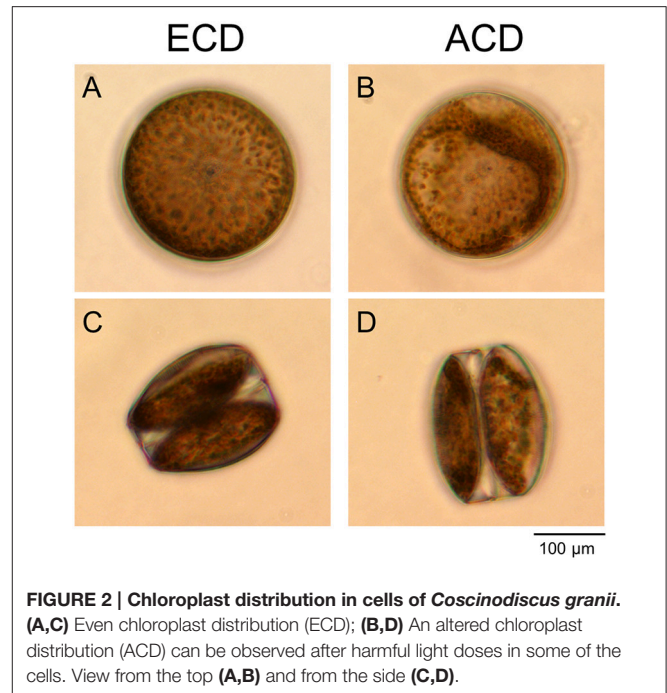 ECD ACD
A B
C D
100 µm
FIGURE 2 | Chloroplast distribution in cells of Coscinodiscus granii.
(A,C) Even chloroplast distribution (ECD); (B,D) An altered chloroplast
distribution (ACD) can be observed after harmful light doses in some of the
cells. View from the top (A,B) and from the side (C,D).